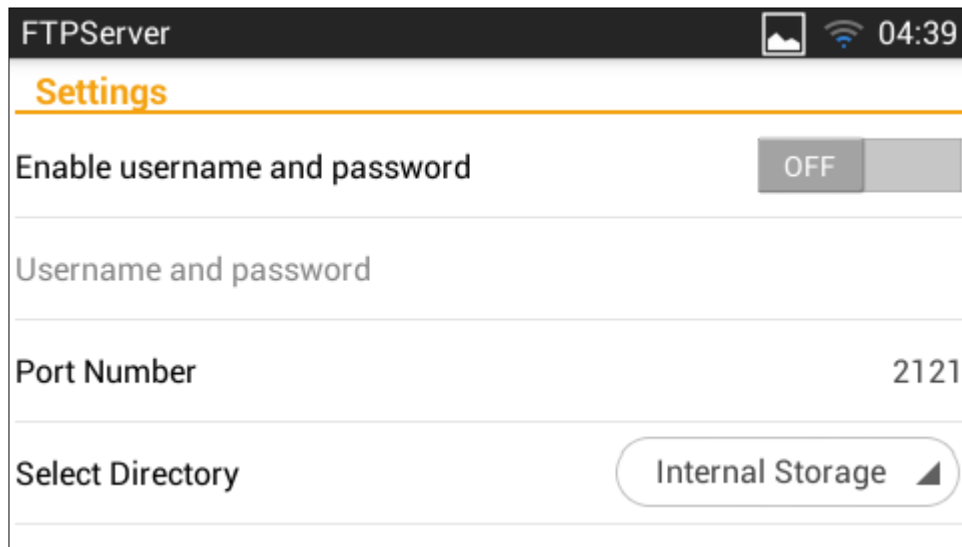 FTPServer 04:39
Settings
Enable username and password OFF
Username and password
Port Number 2121
Select Directory Internal Storage